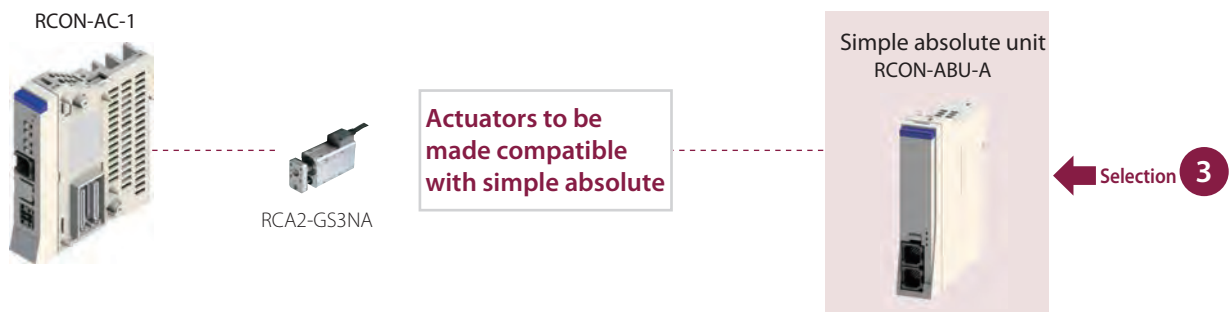 RCON-AC-1
RCA2-GS3NA
Actuators to be
made compatible
with simple absolute
Simple absolute unit
RCON-ABU-A
Selection 3